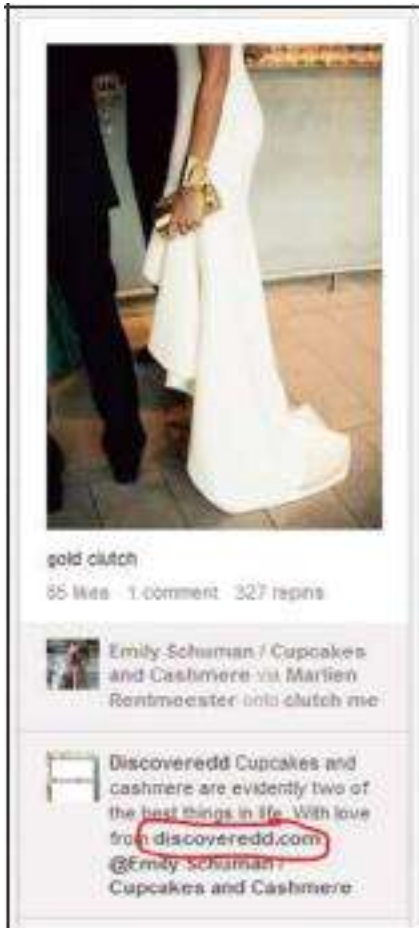 gold clutch
55 likes 1 comment 327 repins
Emily Schuman / Cupcakes
and Cashmere via Marlien
Rentmeester onto clutch me
Discoveredd Cupcakes and
cashmere are evidently two of
the best things in life. With love
from discoveredd.com
@Emily Schuman /
Cupcakes and Cashmere